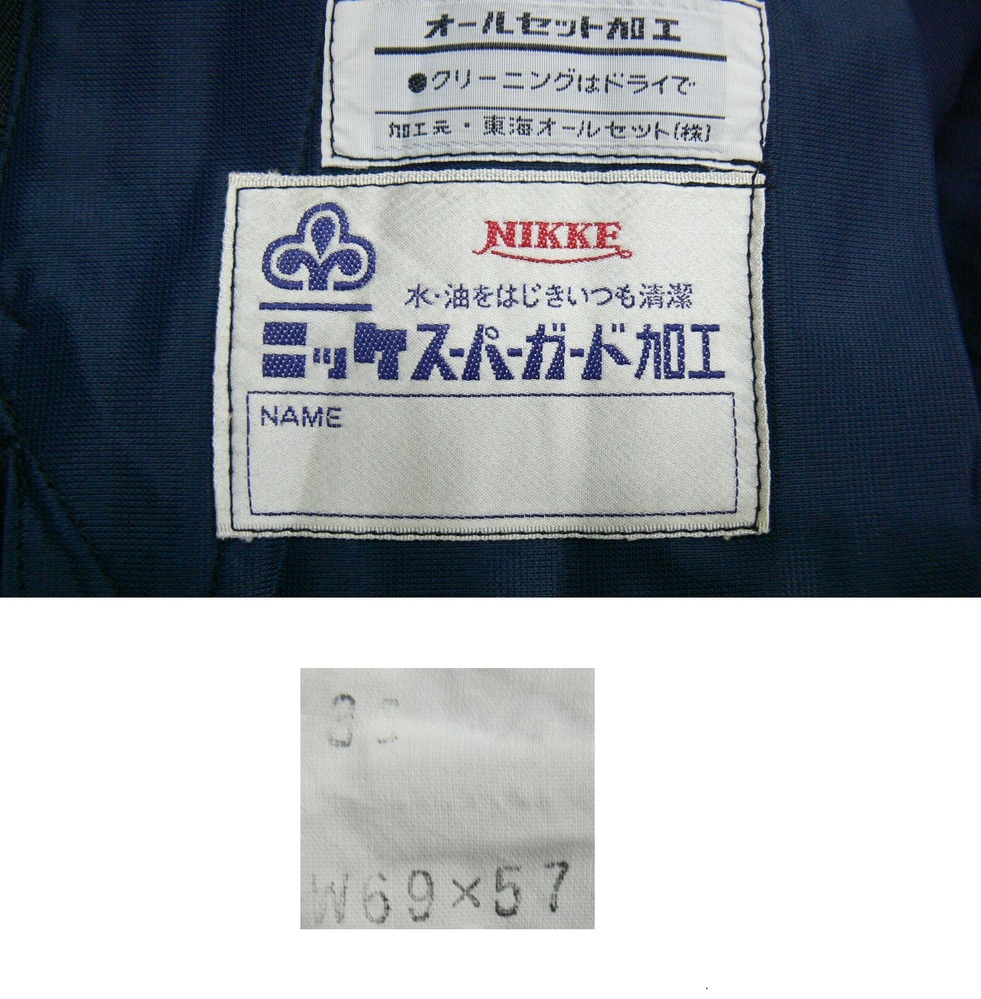 オールセット加工
●クリーニングはドライで
加工元・東海オールセット(株)
NIKKE
水・油をはじきいつも清潔
ニッケスーパーガード加工
NAME
W69×57